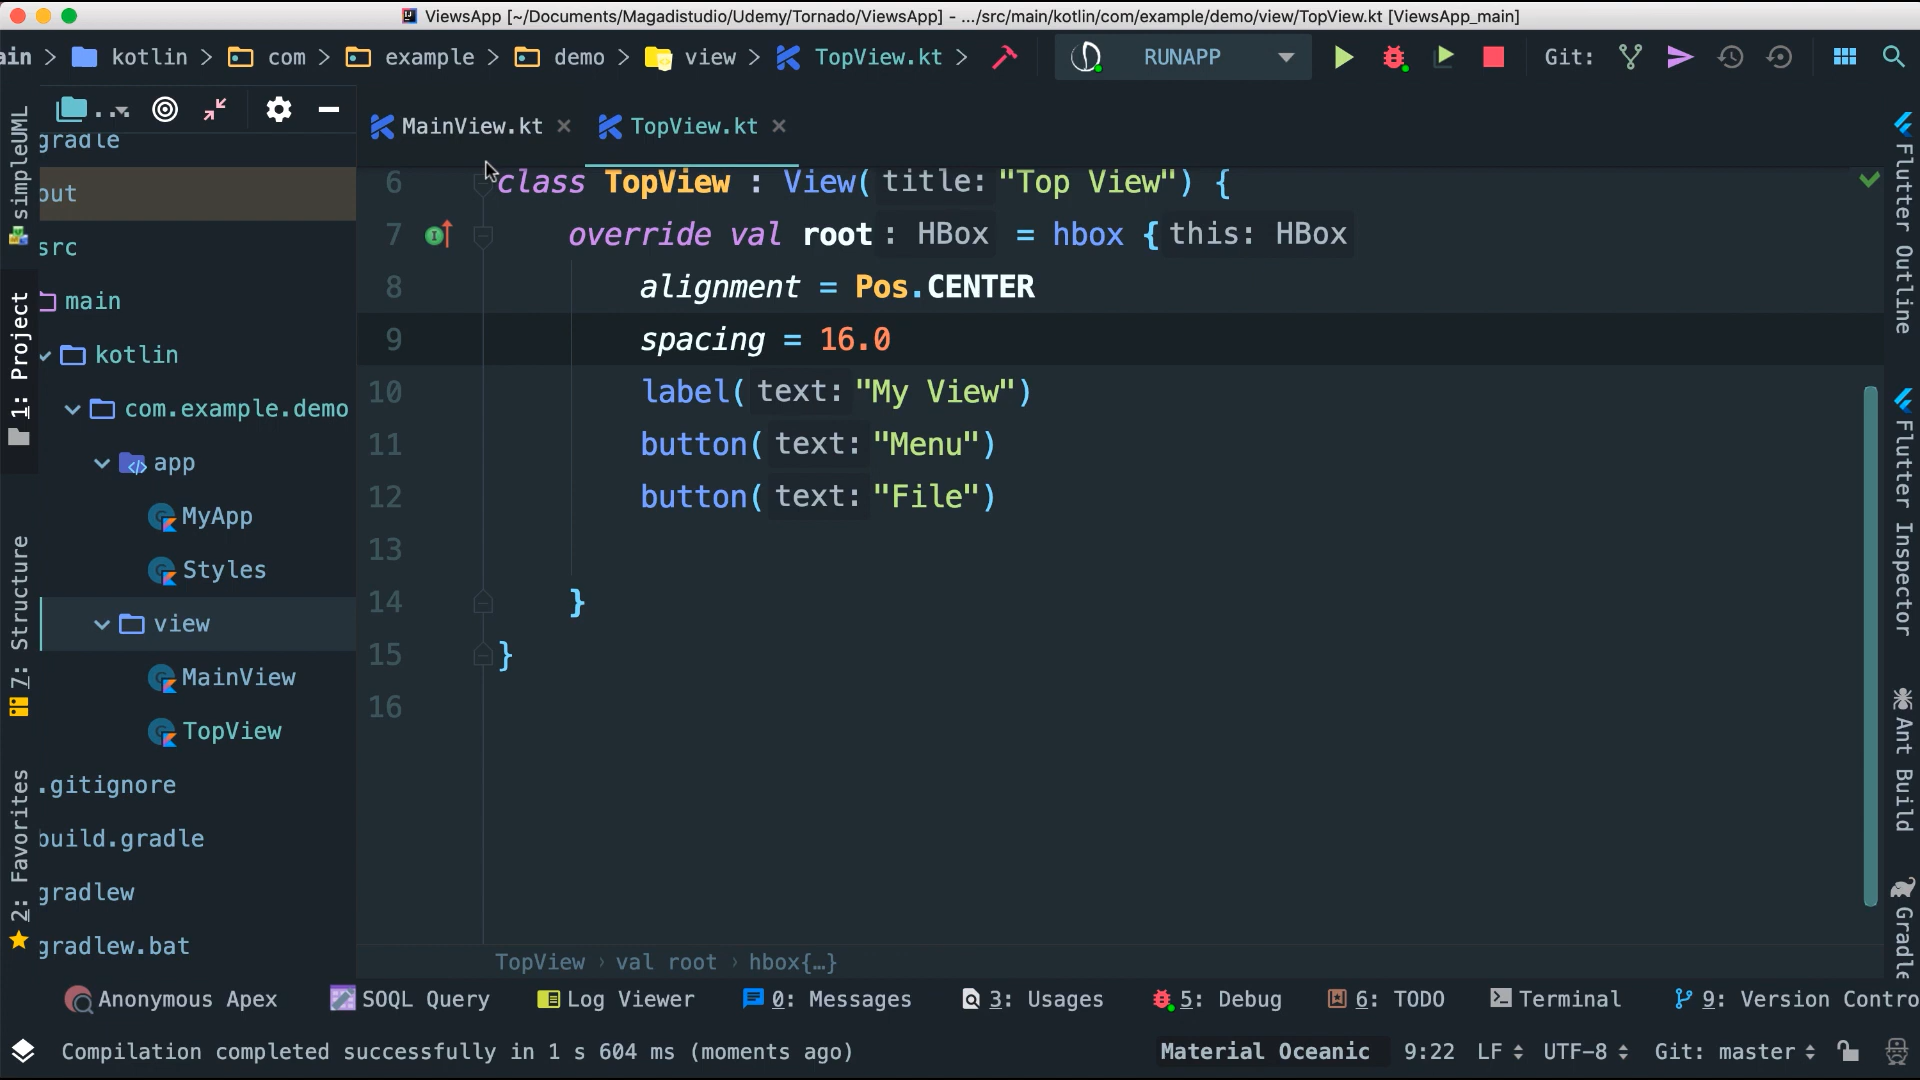 ViewsApp [~/Documents/Magadistudio/Udemy/Tornado/ViewsApp] - .../src/main/kotlin/com/example/demo/view/TopView.kt [ViewsApp_main]
ain > kotlin > com > example > demo > view > TopView.kt > RUNAPP Git:
...
MainView.kt TopView.kt
gradle
out
src
main
kotlin
com.example.demo
app
MyApp
Styles
view
MainView
TopView
.gitignore
build.gradle
gradlew
gradlew.bat
simpleUML
1: Project
7: Structure
2: Favorites
6 class TopView : View( title: "Top View") {
7 override val root : HBox = hbox { this: HBox
8 alignment = Pos.CENTER
9 spacing = 16.0
10 label( text: "My View")
11 button( text: "Menu")
12 button( text: "File")
13
14 }
15 }
16
TopView › val root › hbox{…}
Flutter Outline
Flutter Inspector
Ant Build
Gradle
Anonymous Apex SOQL Query Log Viewer 0: Messages 3: Usages 5: Debug 6: TODO Terminal 9: Version Contro
Compilation completed successfully in 1 s 604 ms (moments ago) Material Oceanic 9:22 LF UTF-8 Git: master